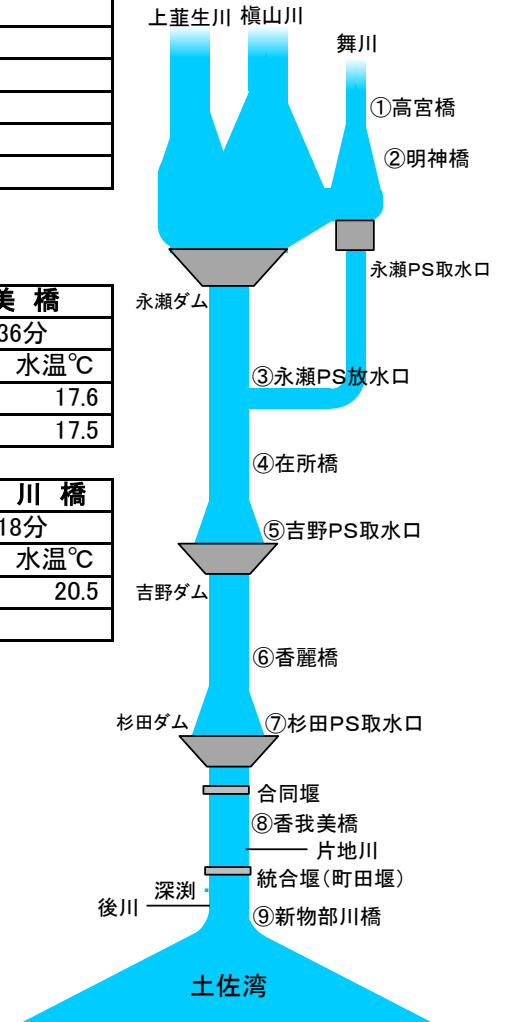 上韮生川 槇山川
舞川
①高宮橋
②明神橋
永瀬PS取水口
永瀬ダム
美 橋
36分
水温℃
17.6
17.5
③永瀬PS放水口
④在所橋
川 橋
18分
水温℃
20.5
⑤吉野PS取水口
吉野ダム
⑥香麗橋
杉田ダム
⑦杉田PS取水口
合同堰
⑧香我美橋
片地川
統合堰(町田堰)
深渕
後川
⑨新物部川橋
土佐湾